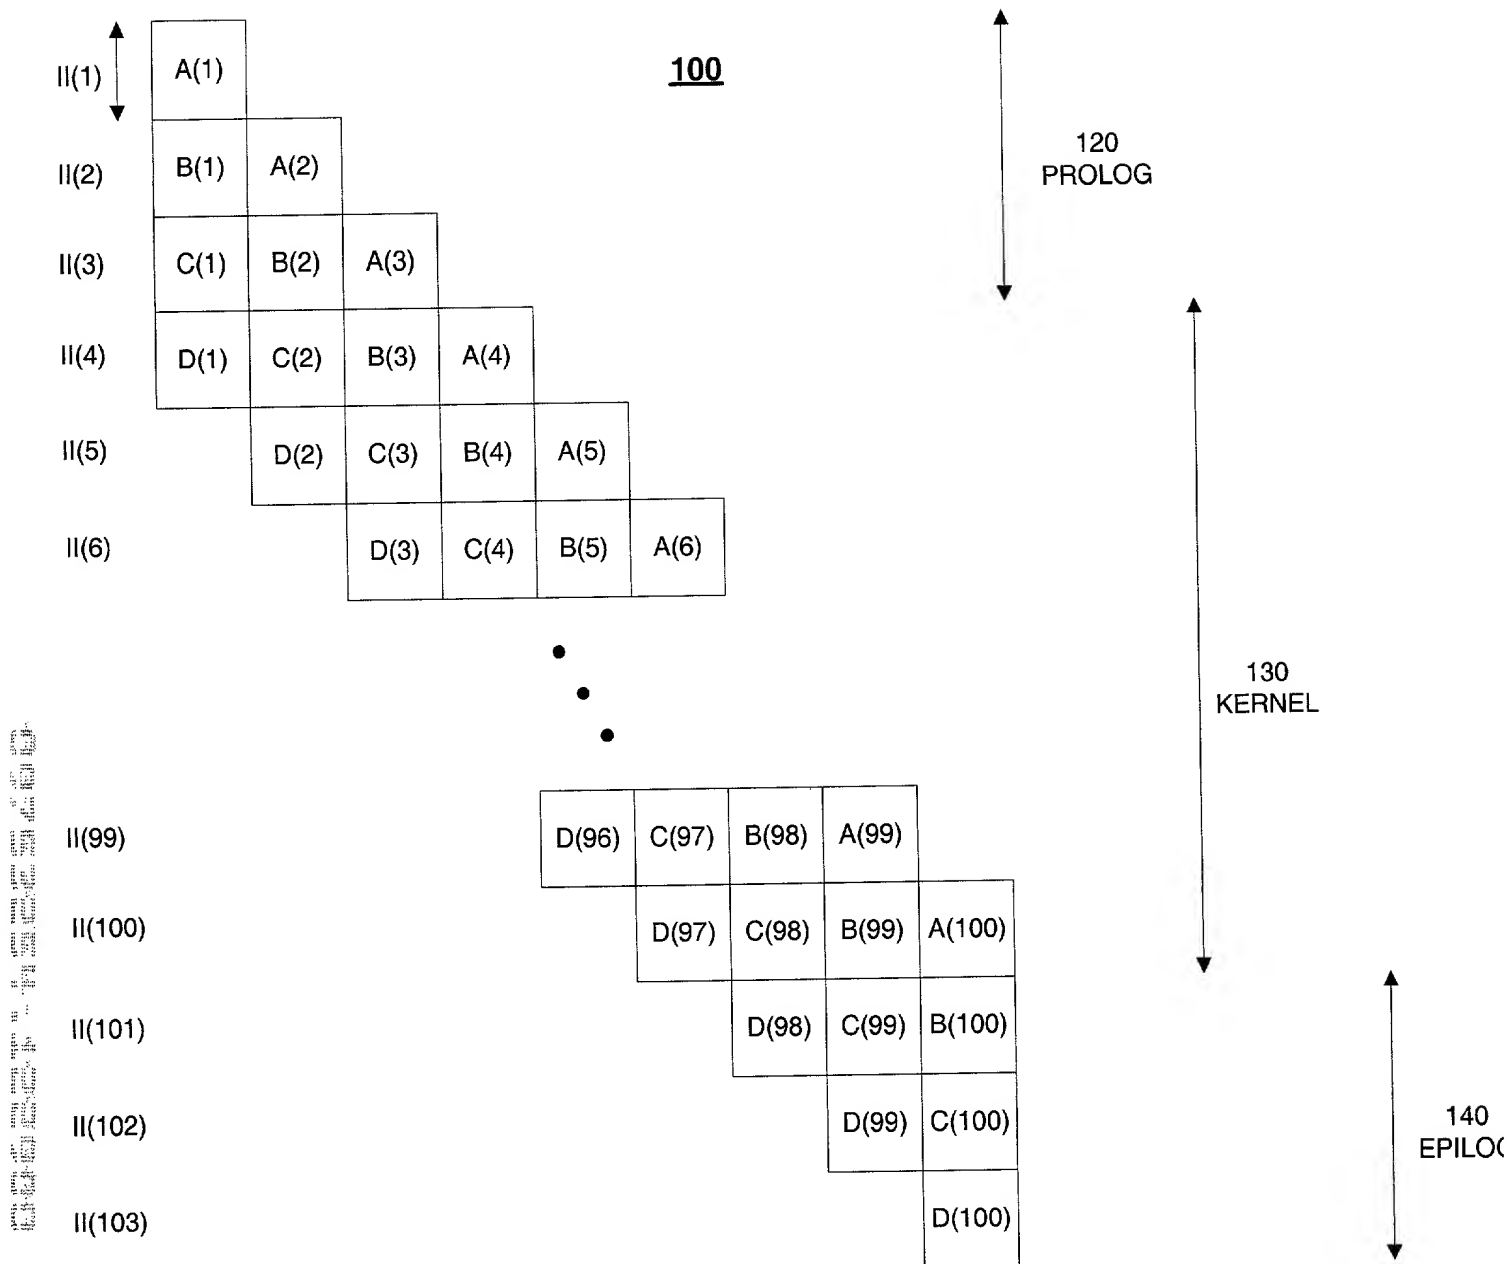 100
II(1) A(1)
120
PROLOG
II(2) B(1) A(2)
II(3) C(1) B(2) A(3)
II(4) D(1) C(2) B(3) A(4)
II(5) D(2) C(3) B(4) A(5)
II(6) D(3) C(4) B(5) A(6)
130
KERNEL
II(99) D(96) C(97) B(98) A(99)
II(100) D(97) C(98) B(99) A(100)
II(101) D(98) C(99) B(100)
II(102) D(99) C(100)
140
EPILOG
II(103) D(100)